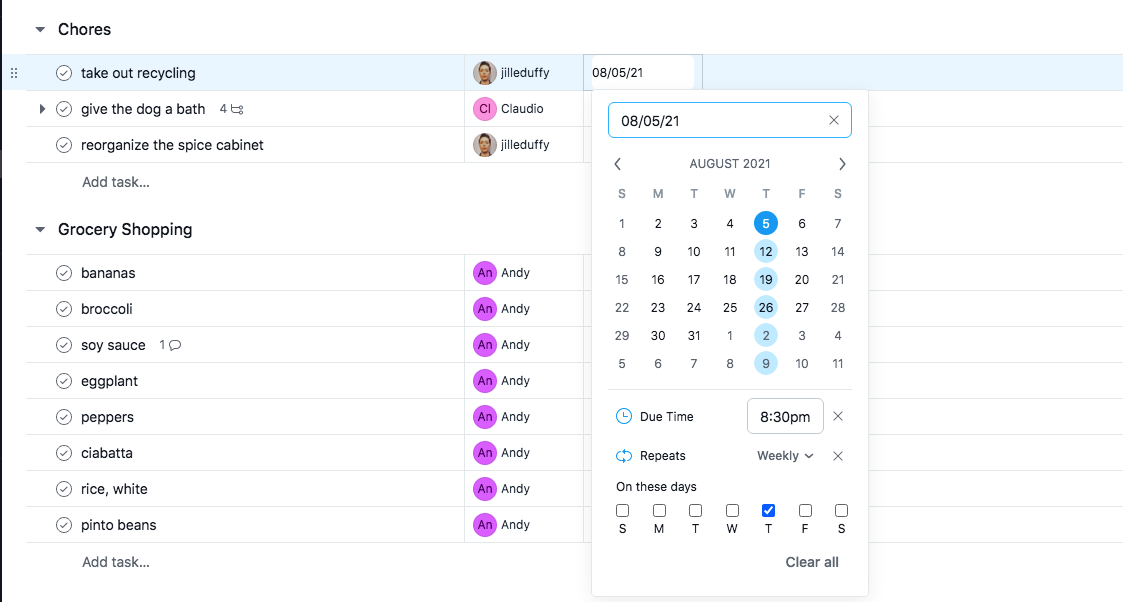 Chores
take out recycling jilleduffy 08/05/21
give the dog a bath 4 CI Claudio
reorganize the spice cabinet jilleduffy
Add task...
08/05/21
AUGUST 2021
S M T W T F S
1 2 3 4 5 6 7
8 9 10 11 12 13 14
15 16 17 18 19 20 21
22 23 24 25 26 27 28
29 30 31 1 2 3 4
5 6 7 8 9 10 11
Due Time 8:30pm
Repeats Weekly
On these days
S M T W T F S
Clear all
Grocery Shopping
bananas An Andy
broccoli An Andy
soy sauce 1 An Andy
eggplant An Andy
peppers An Andy
ciabatta An Andy
rice, white An Andy
pinto beans An Andy
Add task...